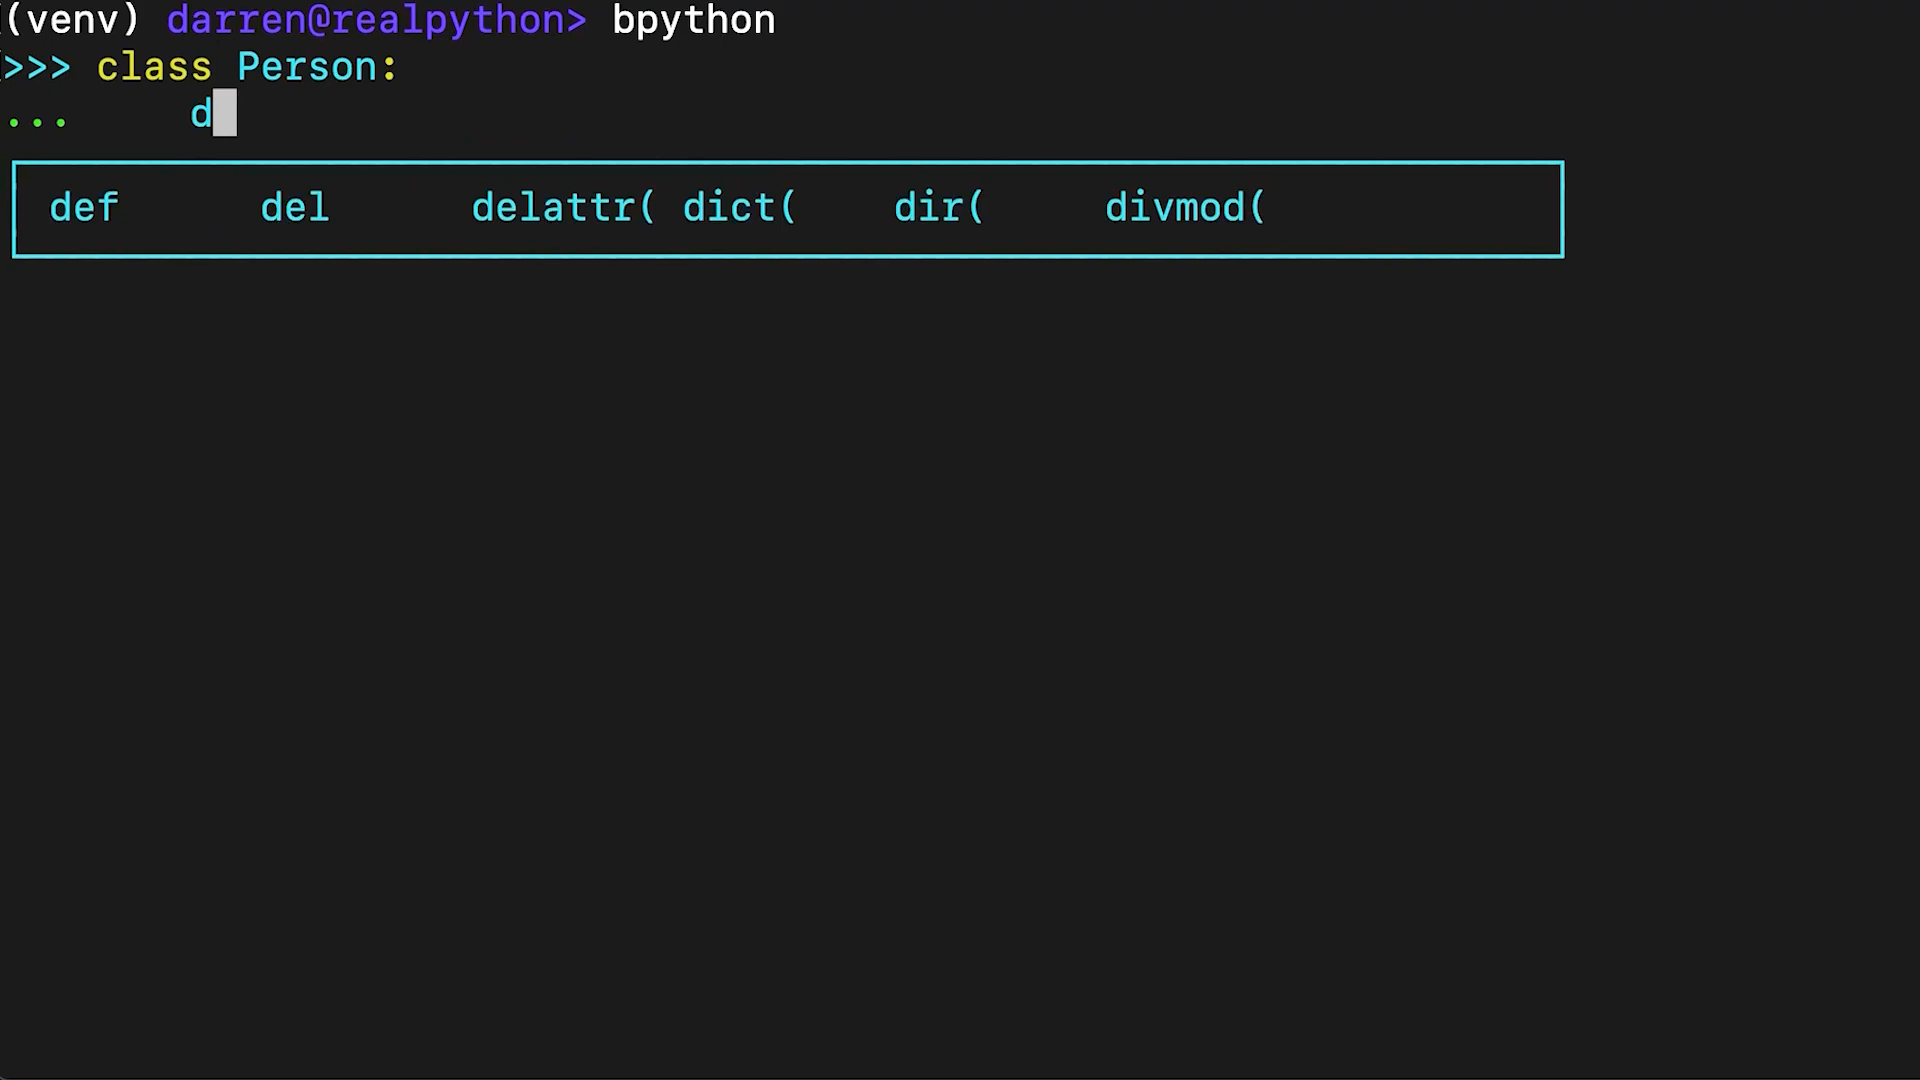 (venv) darren@realpython> bpython
>>> class Person:
...     d
def      del      delattr( dict(    dir(     divmod(